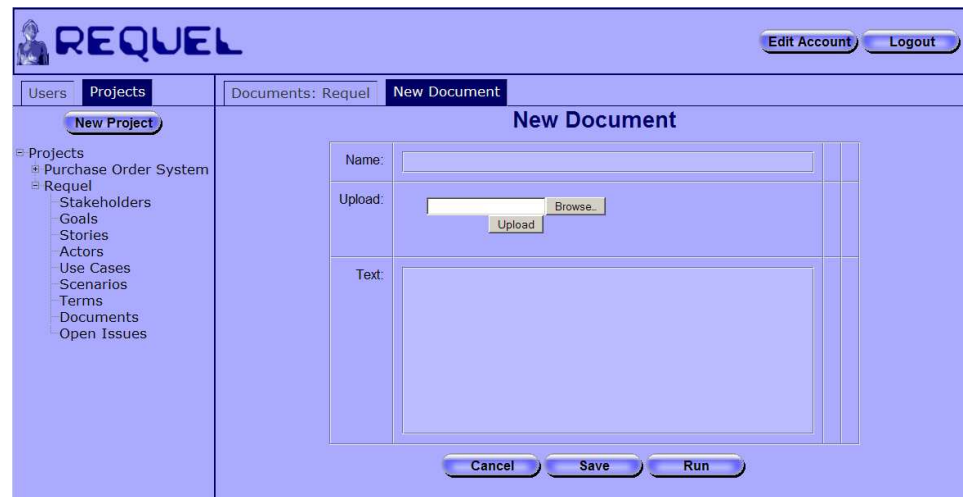 REQUEL
Edit Account Logout
Users Projects
Documents: Requel New Document
New Project
New Document
Projects
Purchase Order System
Requel
Stakeholders
Goals
Stories
Actors
Use Cases
Scenarios
Terms
Documents
Open Issues
Name:
Upload:
Browse..
Upload
Text:
Cancel Save Run